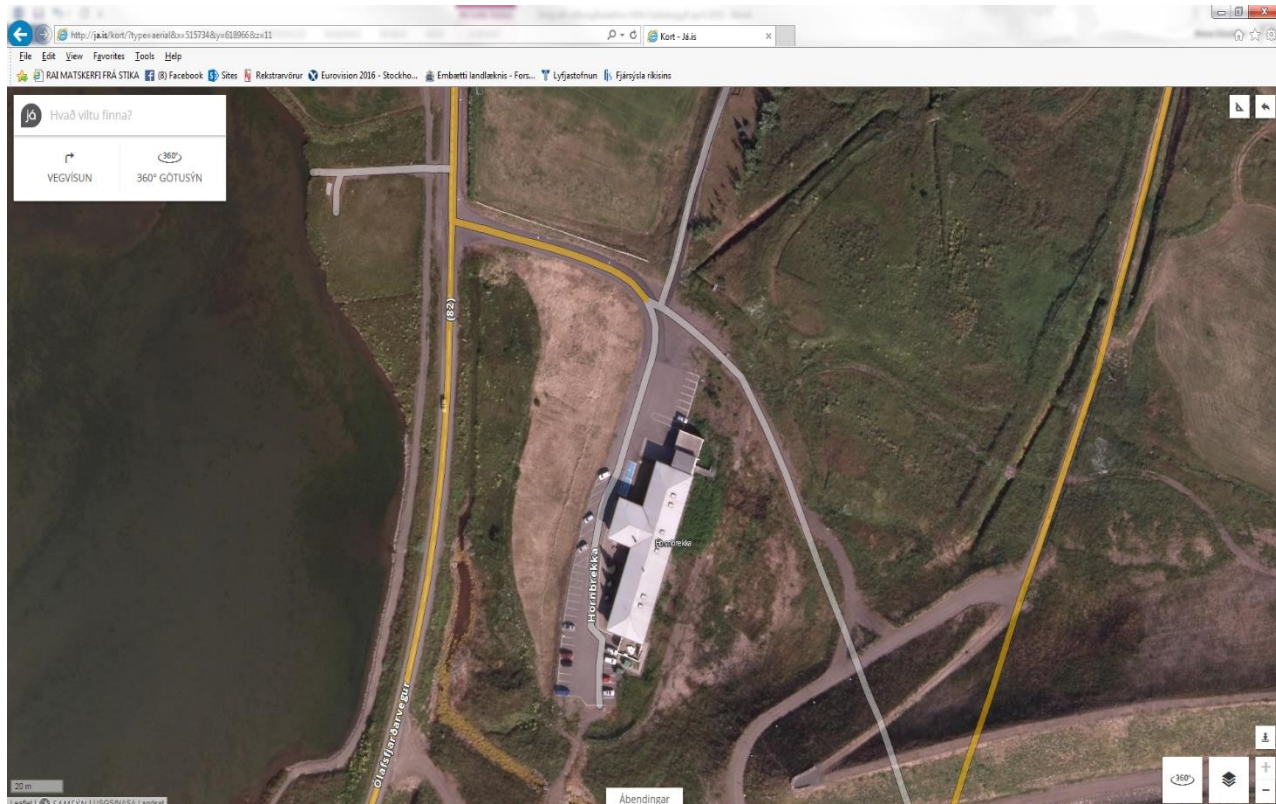 http://ja.is/kort/?type=aerial&x=515734&y=618966&z=11
Kort - Já.is
File Edit View Favorites Tools Help
RAI MATSKERFI FRÁ STIKA (8) Facebook Sites Rekstrarvörur Eurovision 2016 - Stockho... Embætti landlæknis - Fors... Lyfjastofnun Fjársýsla ríkisins
já Hvað viltu finna?
VEGVÍSUN 360° GÖTUSÝN
(82)
Hornbrekka
Hornbrekka
Ólafsfjarðarvegur
20 m
360°
Ábendingar